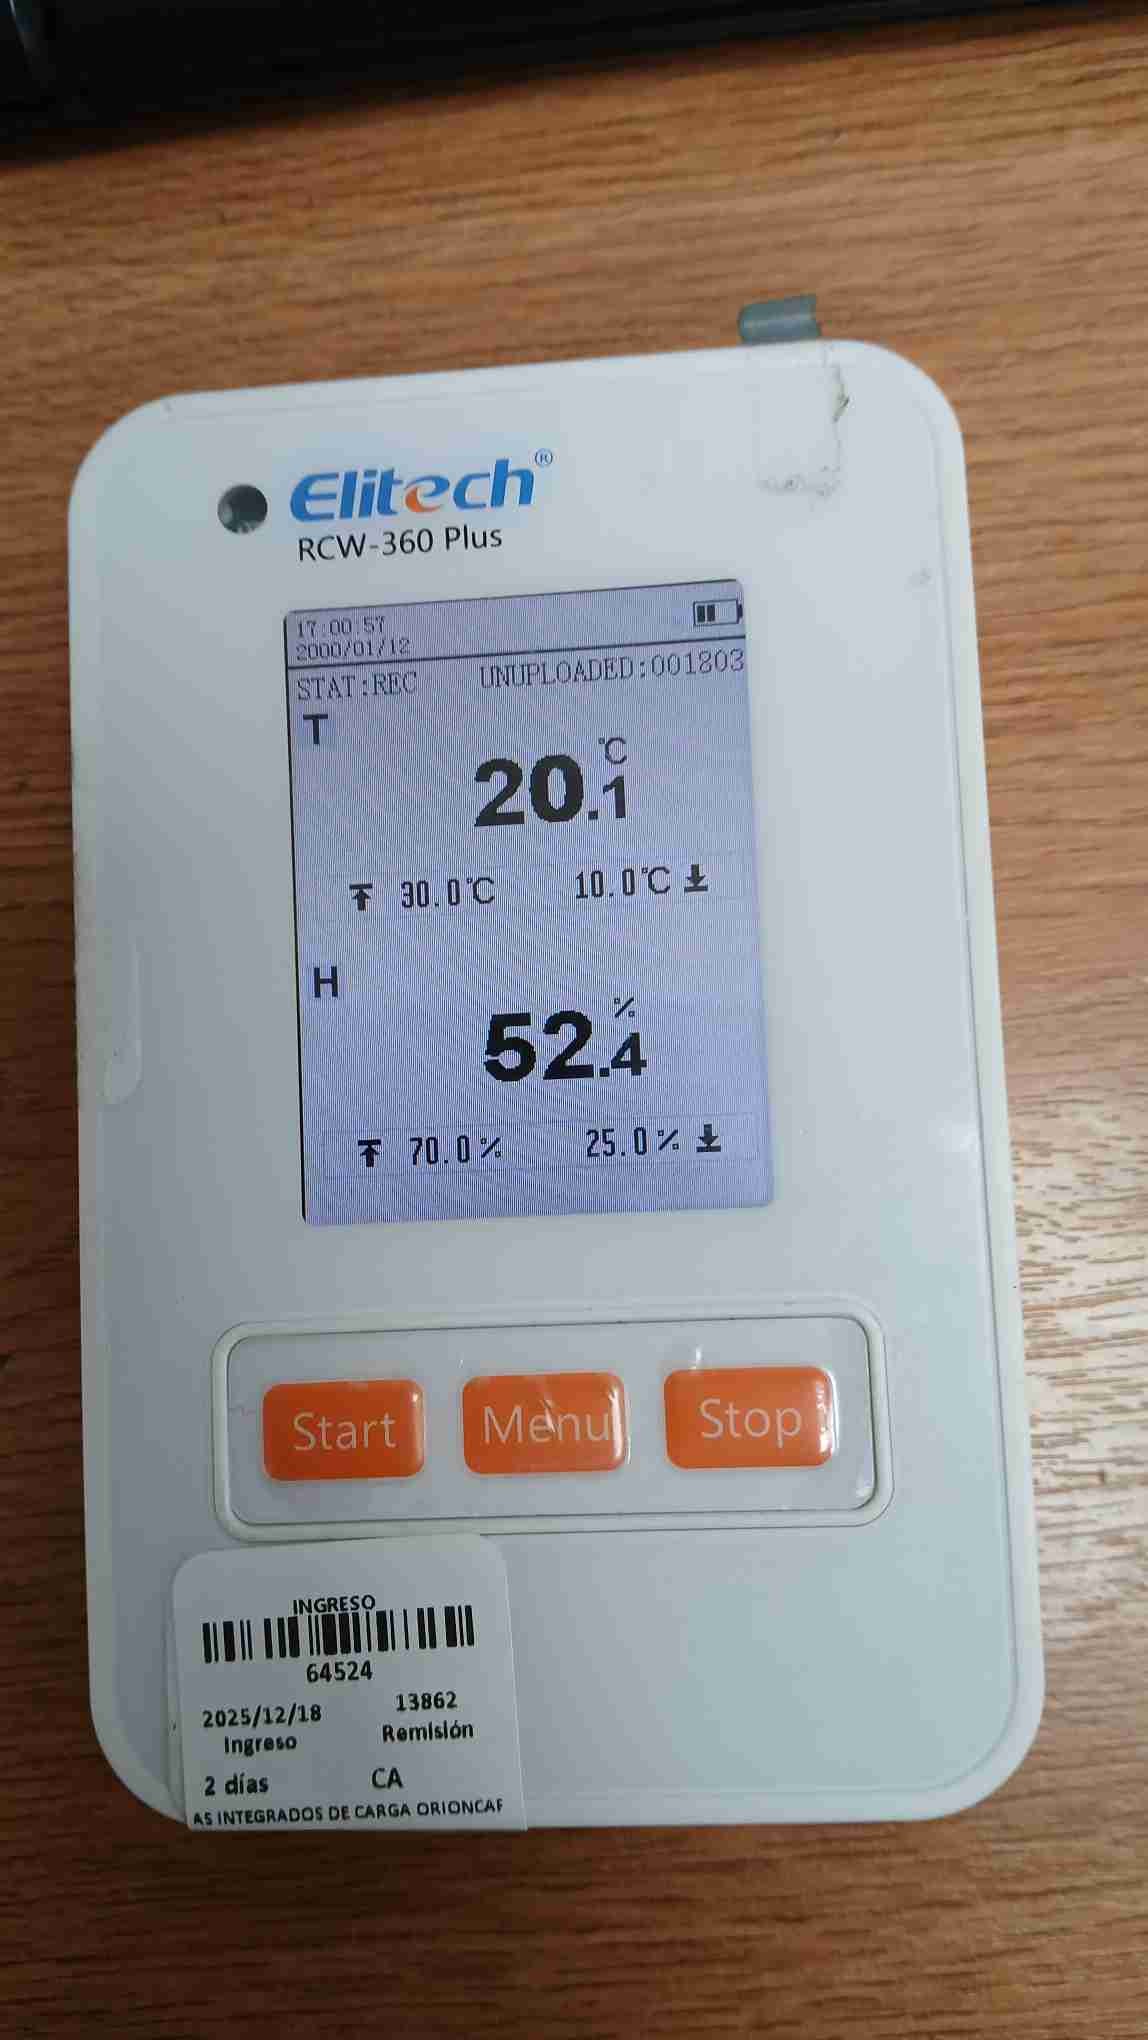 Elitech®
RCW-360 Plus
17:00:57
2000/01/12
STAT:REC UNUPLOADED:001803
T
20.1 ℃
30.0℃ 10.0℃
H
52.4 %
70.0% 25.0%
Start Menu Stop
INGRESO
64524
2025/12/18 13862
Ingreso Remisión
2 días CA
AS INTEGRADOS DE CARGA ORIONCAR